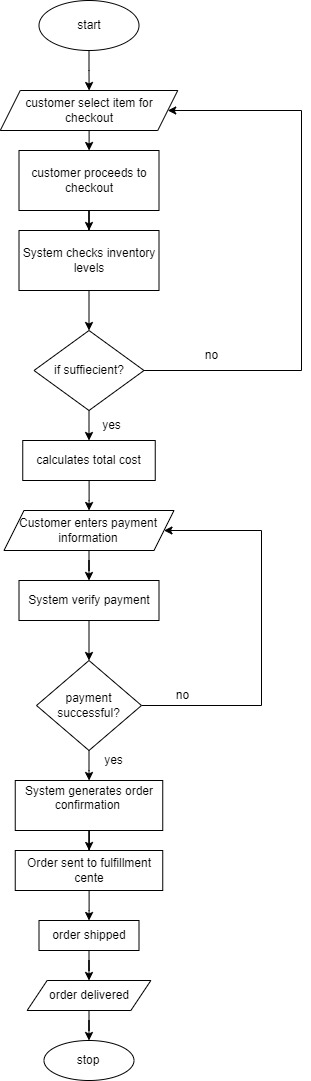 start
customer select item for
checkout
customer proceeds to
checkout
System checks inventory
levels
if suffiecient?
no
yes
calculates total cost
Customer enters payment
information
System verify payment
payment
successful?
no
yes
System generates order
confirmation
Order sent to fulfillment
cente
order shipped
order delivered
stop